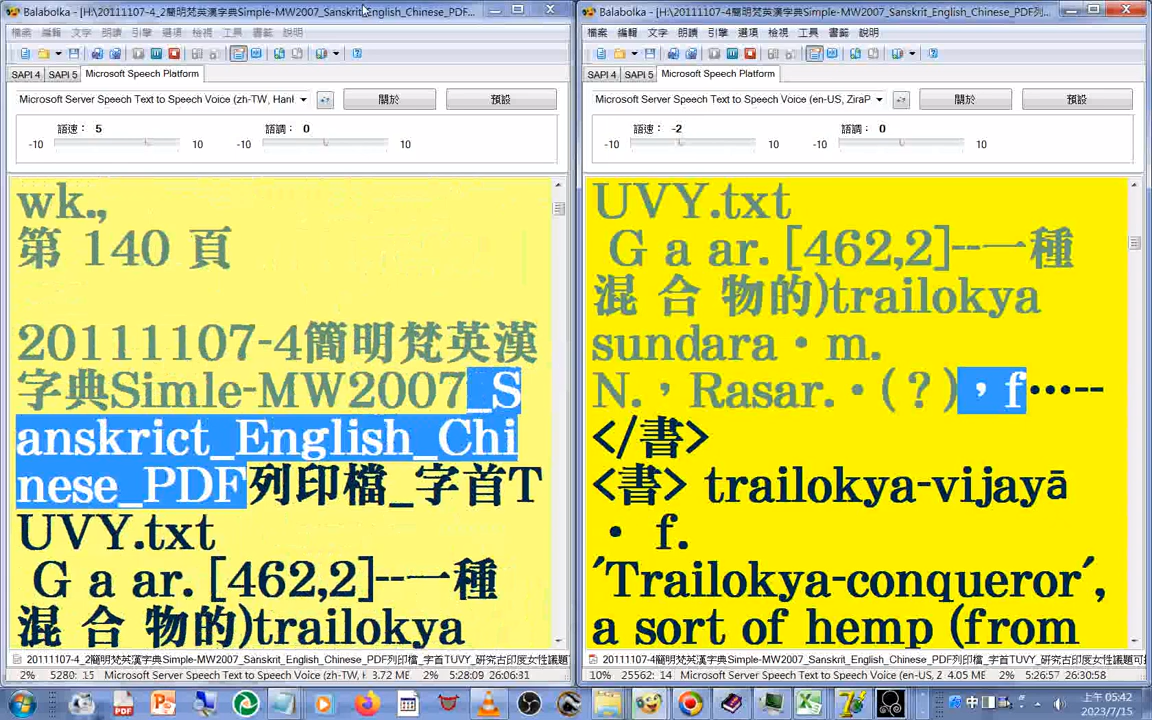 Balabolka - [H:\20111107-4_2簡明梵英漢字典Simple-MW2007_Sanskrit_English_Chinese_PDF...
檔案 編輯 文字 朗讀 引擎 選項 檢視 工具 書籤 說明
SAPI 4 SAPI 5 Microsoft Speech Platform
Microsoft Server Speech Text to Speech Voice (zh-TW, Hanl
關於
預設
語速： 5
語調： 0
-10 10 -10 10
wk.,
第 140 頁
20111107-4簡明梵英漢
字典Simle-MW2007_S
anskrict_English_Chi
nese_PDF列印檔_字首T
UVY.txt
G a ar. [462,2]--一種
混 合 物的)trailokya
20111107-4_2簡明梵英漢字典Simple-MW2007_Sanskrit_English_Chinese_PDF列印檔_字首TUVY_研究古印度女性議題
2% 5280: 15 Microsoft Server Speech Text to Speech Voice (zh-TW, H 3.72 MB 2% 5:28:09 26:06:31
Balabolka - [H:\20111107-4簡明梵英漢字典Simple-MW2007_Sanskrit_English_Chinese_PDF列...
檔案 編輯 文字 朗讀 引擎 選項 檢視 工具 書籤 說明
SAPI 4 SAPI 5 Microsoft Speech Platform
Microsoft Server Speech Text to Speech Voice (en-US, ZiraP
關於
預設
語速： -2
語調： 0
-10 10 -10 10
UVY.txt
G a ar. [462,2]--一種
混 合 物的)trailokya
sundara・m.
N.，Rasar.・(？)，f…--
</書>
<書> trailokya-vijayā
・ f.
'Trailokya-conqueror',
a sort of hemp (from
20111107-4簡明梵英漢字典Simple-MW2007_Sanskrit_English_Chinese_PDF列印檔_字首TUVY_研究古印度女性議題可
10% 25562: 14 Microsoft Server Speech Text to Speech Voice (en-US, Z 4.05 MB 2% 5:26:57 26:30:58
中
上午 05:42
2023/7/15